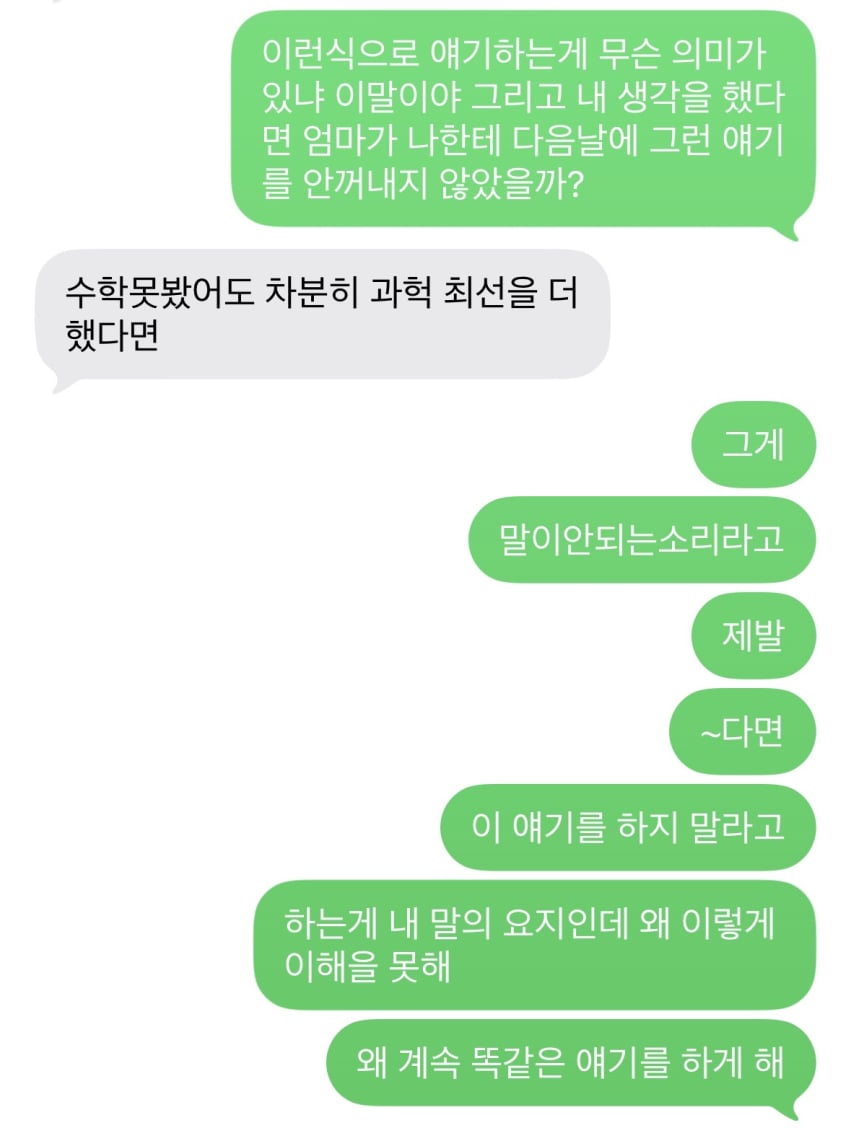 이런식으로 얘기하는게 무슨 의미가
있냐 이말이야 그리고 내 생각을 했다
면 엄마가 나한테 다음날에 그런 얘기
를 안꺼내지 않았을까?
수학못봤어도 차분히 과헉 최선을 더
했다면
그게
말이안되는소리라고
제발
~다면
이 얘기를 하지 말라고
하는게 내 말의 요지인데 왜 이렇게
이해을 못해
왜 계속 똑같은 얘기를 하게 해